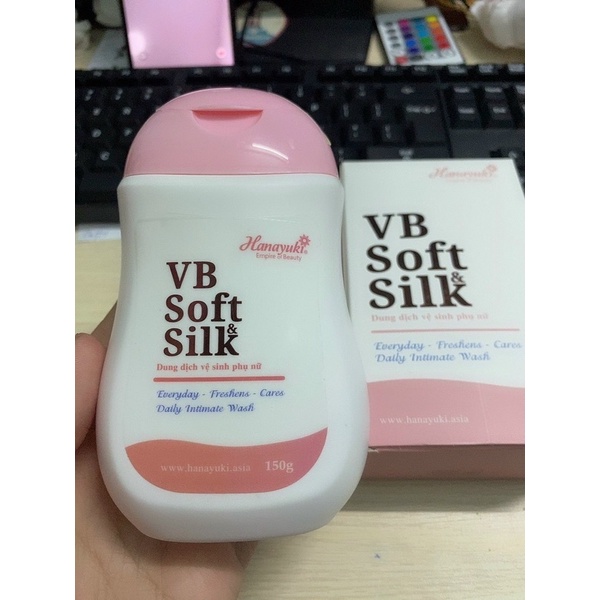 Hanayuki
Empire of Beauty
VB
Soft
&
Silk
Dung dịch vệ sinh phụ nữ
Everyday - Freshens - Cares
Daily Intimate Wash
www.hanayuki.asia
150g
Hanayuki
VB
Soft
&
Silk
Dung dịch vệ sinh phụ nữ
Everyday - Freshens - Cares
Daily Intimate Wash
www.hanayuki.asia